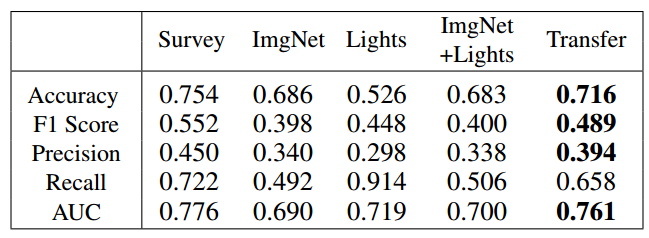 Survey ImgNet Lights ImgNet +Lights Transfer
Accuracy 0.754 0.686 0.526 0.683 0.716
F1 Score 0.552 0.398 0.448 0.400 0.489
Precision 0.450 0.340 0.298 0.338 0.394
Recall 0.722 0.492 0.914 0.506 0.658
AUC 0.776 0.690 0.719 0.700 0.761